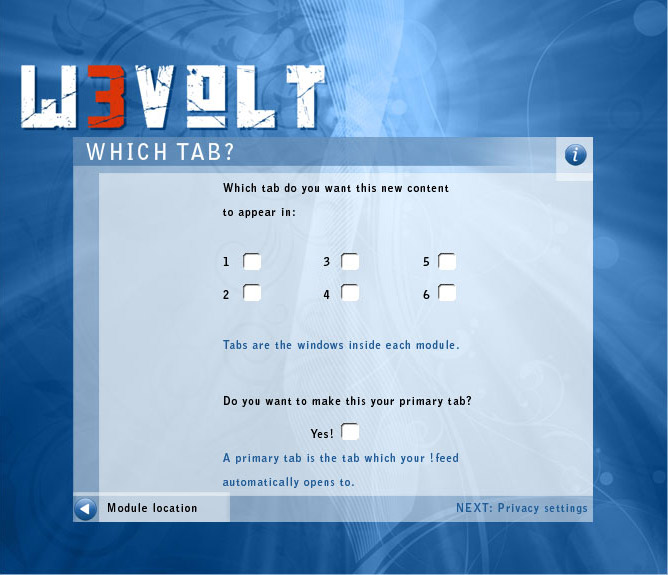 W3VOLT
WHICH TAB?
i
Which tab do you want this new content
to appear in:
1 3 5
2 4 6
Tabs are the windows inside each module.
Do you want to make this your primary tab?
Yes!
A primary tab is the tab which your !feed
automatically opens to.
Module location
NEXT: Privacy settings